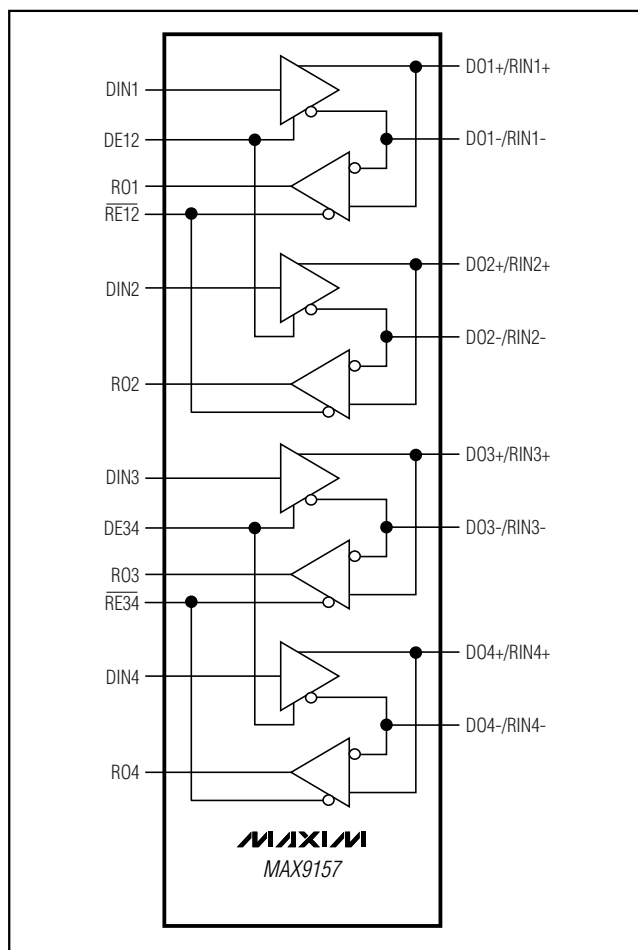 DIN1
DO1+/RIN1+
DE12
DO1-/RIN1-
RO1
RE12
DIN2
DO2+/RIN2+
DO2-/RIN2-
RO2
DIN3
DO3+/RIN3+
DE34
DO3-/RIN3-
RO3
RE34
DIN4
DO4+/RIN4+
DO4-/RIN4-
RO4
MAXIM
MAX9157